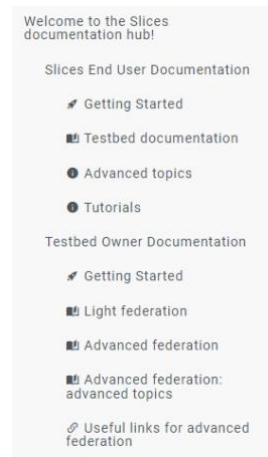 Welcome to the Slices
documentation hub!
Slices End User Documentation
Getting Started
Testbed documentation
Advanced topics
Tutorials
Testbed Owner Documentation
Getting Started
Light federation
Advanced federation
Advanced federation:
advanced topics
Useful links for advanced
federation